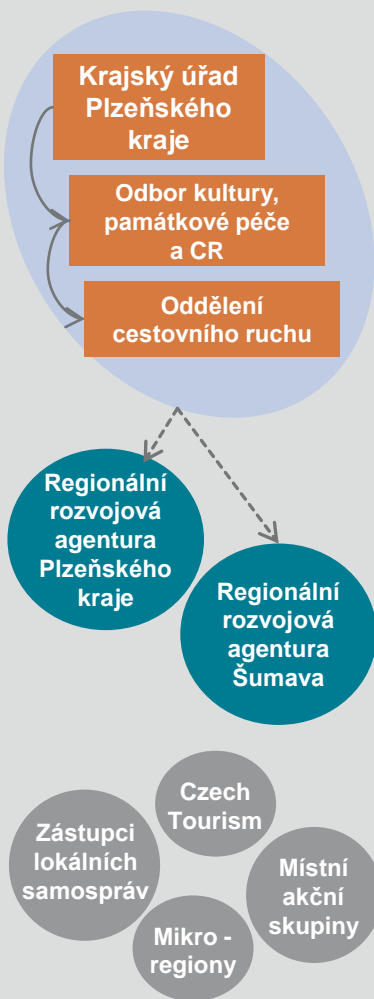 Krajský úřad
Plzeňského
kraje
Odbor kultury,
památkové péče
a CR
Oddělení
cestovního ruchu
Regionální
rozvojová
agentura
Plzeňského
kraje
Regionální
rozvojová
agentura
Šumava
Czech
Tourism
Zástupci
lokálních
samospráv
Místní
akční
skupiny
Mikro -
regiony